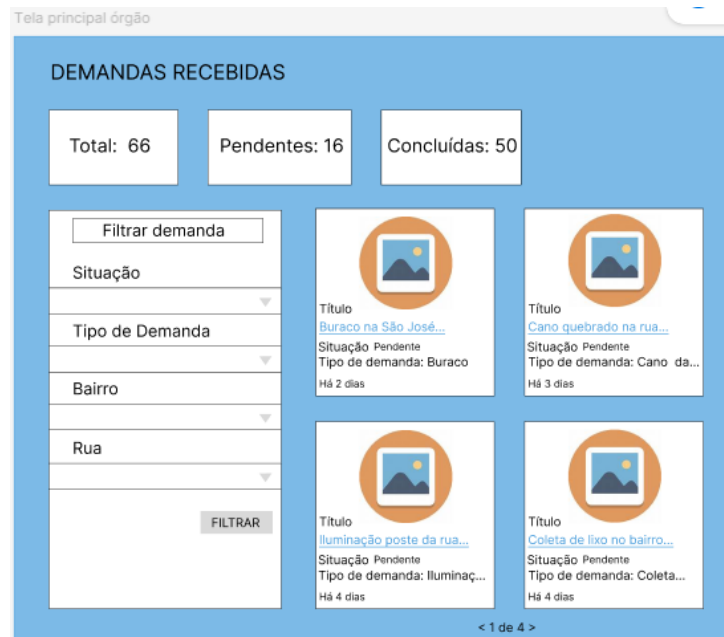 Tela principal órgão
DEMANDAS RECEBIDAS
Total: 66
Pendentes: 16
Concluídas: 50
Filtrar demanda
Situação
Tipo de Demanda
Bairro
Rua
FILTRAR
Título
Buraco na São José...
Situação Pendente
Tipo de demanda: Buraco
Há 2 dias
Título
Cano quebrado na rua...
Situação Pendente
Tipo de demanda: Cano da...
Há 3 dias
Título
Iluminação poste da rua...
Situação Pendente
Tipo de demanda: Iluminaç...
Há 4 dias
Título
Coleta de lixo no bairro...
Situação Pendente
Tipo de demanda: Coleta...
Há 4 dias
< 1 de 4 >